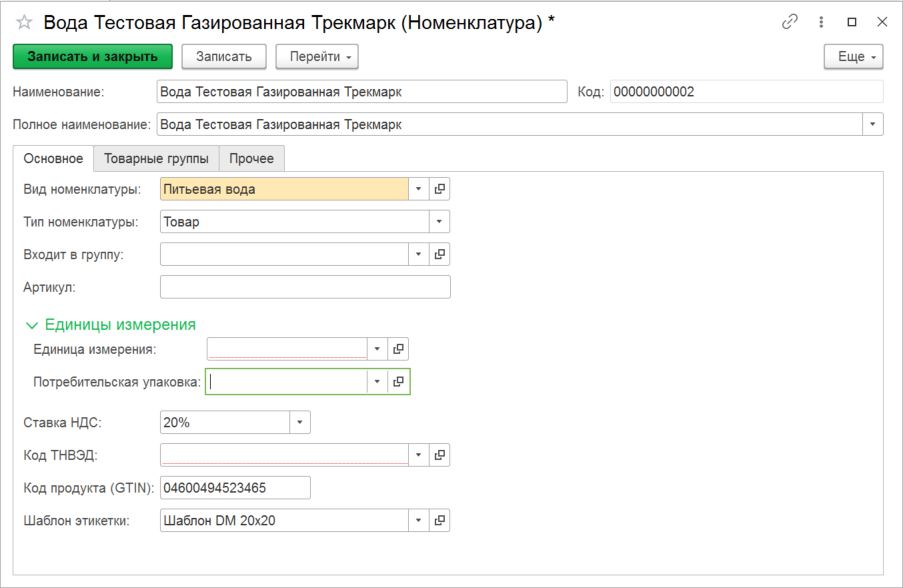 Вода Тестовая Газированная Трекмарк (Номенклатура) *
Записать и закрыть Записать Перейти Еще
Наименование: Вода Тестовая Газированная Трекмарк Код: 00000000002
Полное наименование: Вода Тестовая Газированная Трекмарк
Основное Товарные группы Прочее
Вид номенклатуры: Питьевая вода
Тип номенклатуры: Товар
Входит в группу:
Артикул:
Единицы измерения
Единица измерения:
Потребительская упаковка:
Ставка НДС: 20%
Код ТНВЭД:
Код продукта (GTIN): 04600494523465
Шаблон этикетки: Шаблон DM 20x20